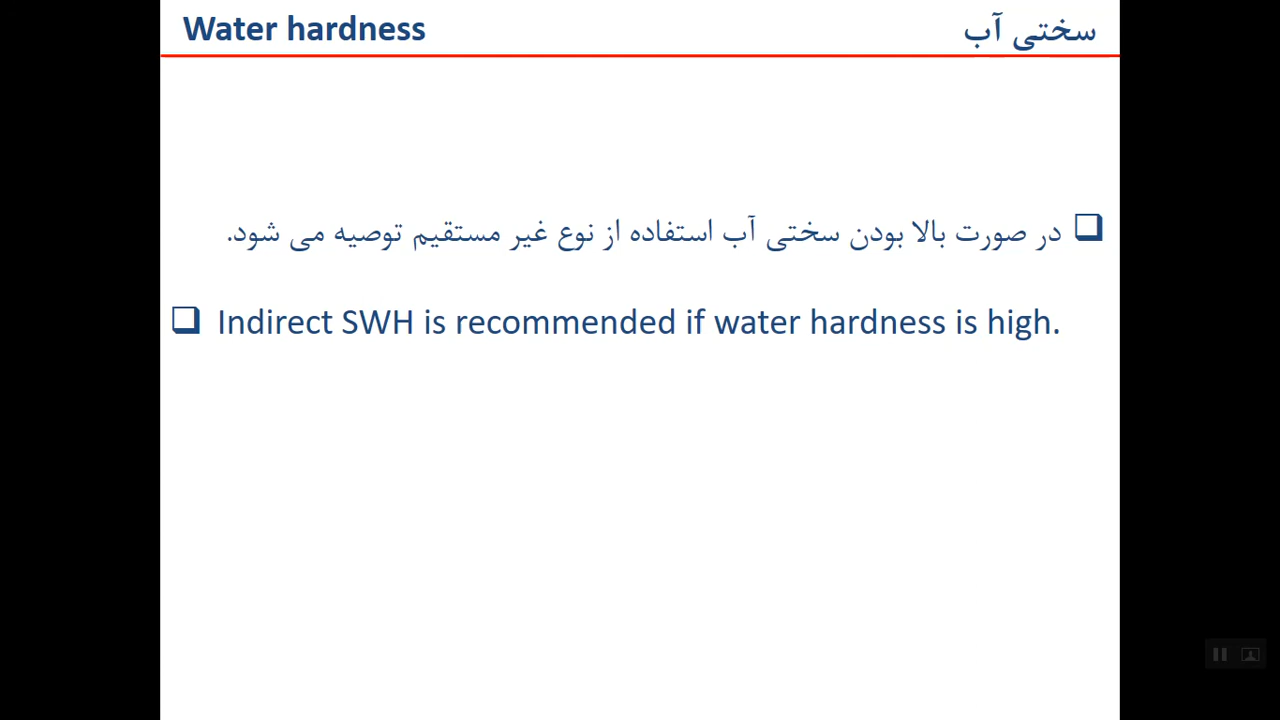 Water hardness
سختی آب
در صورت بالا بودن سختی آب استفاده از نوع غیر مستقیم توصیه می شود.
Indirect SWH is recommended if water hardness is high.